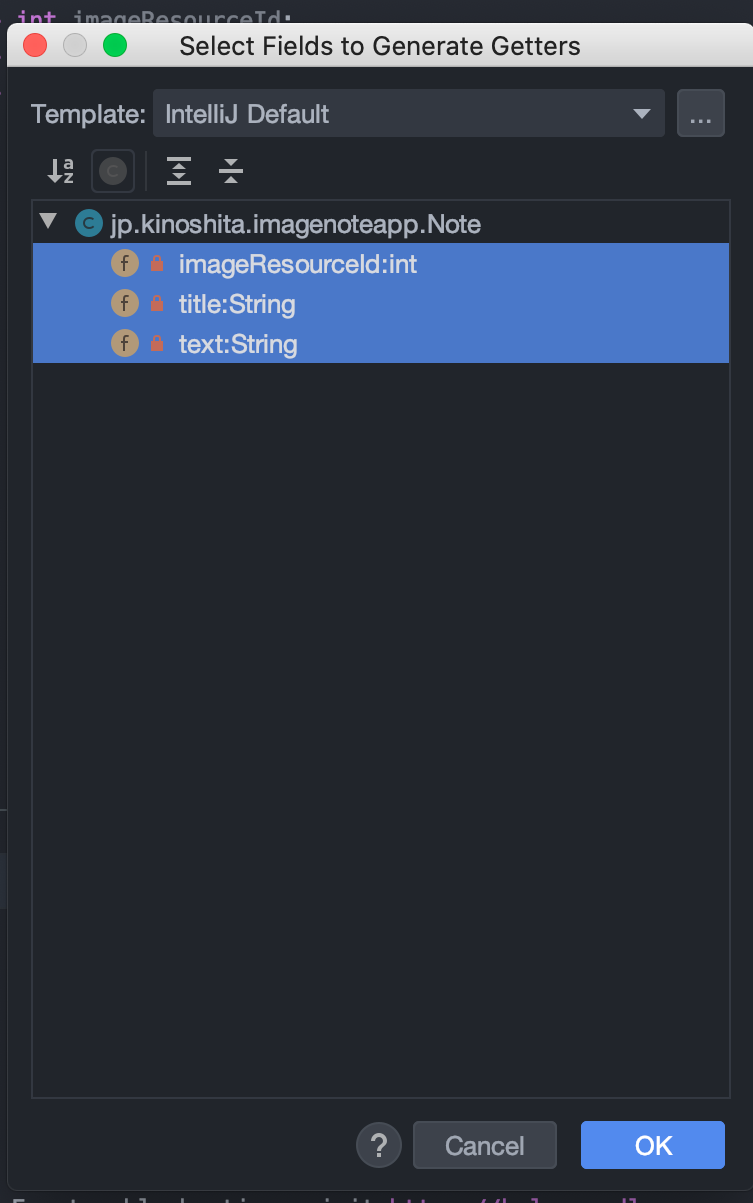 int imageResourceId;
Select Fields to Generate Getters
Template: IntelliJ Default ...
a
z
C
C jp.kinoshita.imagenoteapp.Note
f imageResourceId:int
f title:String
f text:String
? Cancel OK